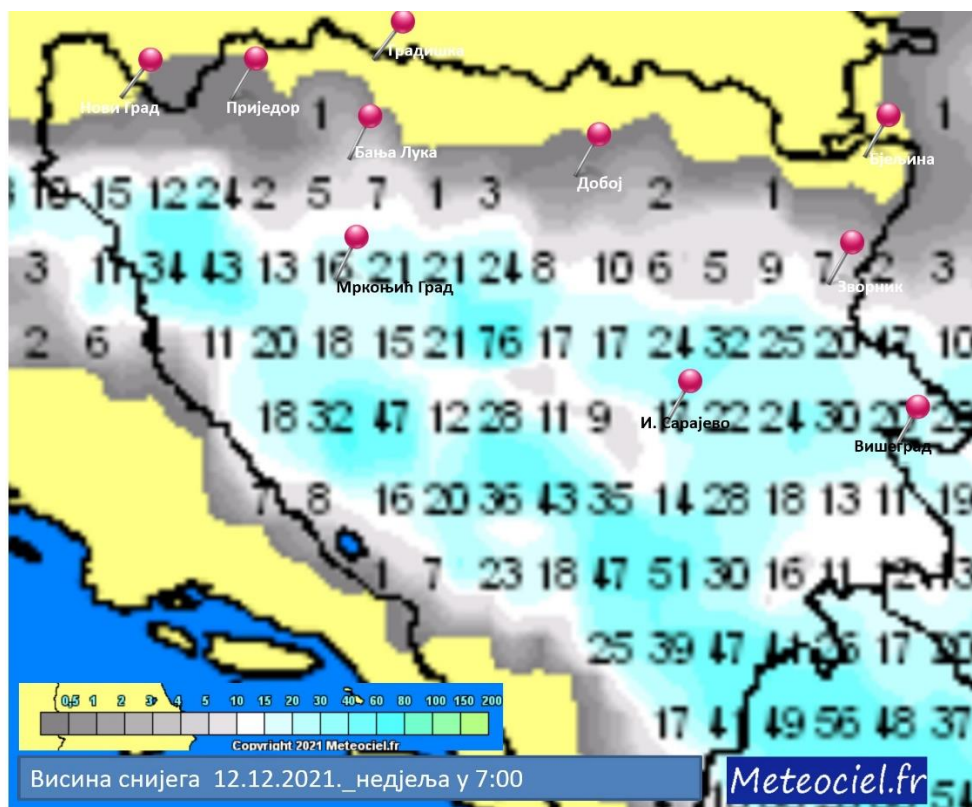 Градишка
Нови Град
Приједор
1
1
Бања Лука
Добој
Бјељина
15 12 24 2 5 7 1 3 2 1
3 34 43 13 16 21 21 24 8 10 6 5 9 7 2 3
Мркоњић Град
Зворник
2 6 11 20 18 15 21 76 17 17 24 32 25 20 47 10
18 32 47 12 28 11 9 22 24 30
И. Сарајево
Вишеград
7 8 16 20 36 43 35 14 28 18 13 11 19
1 7 23 18 47 51 30 16 11 12 13
25 39 47 17 20
17 41 49 56 48 37
0,5 1 2 3 4 5 10 15 20 30 40 60 80 100 150 200
Copyright 2021 Meteociel.fr
Висина снијега 12.12.2021._недјеља у 7:00
Meteociel.fr